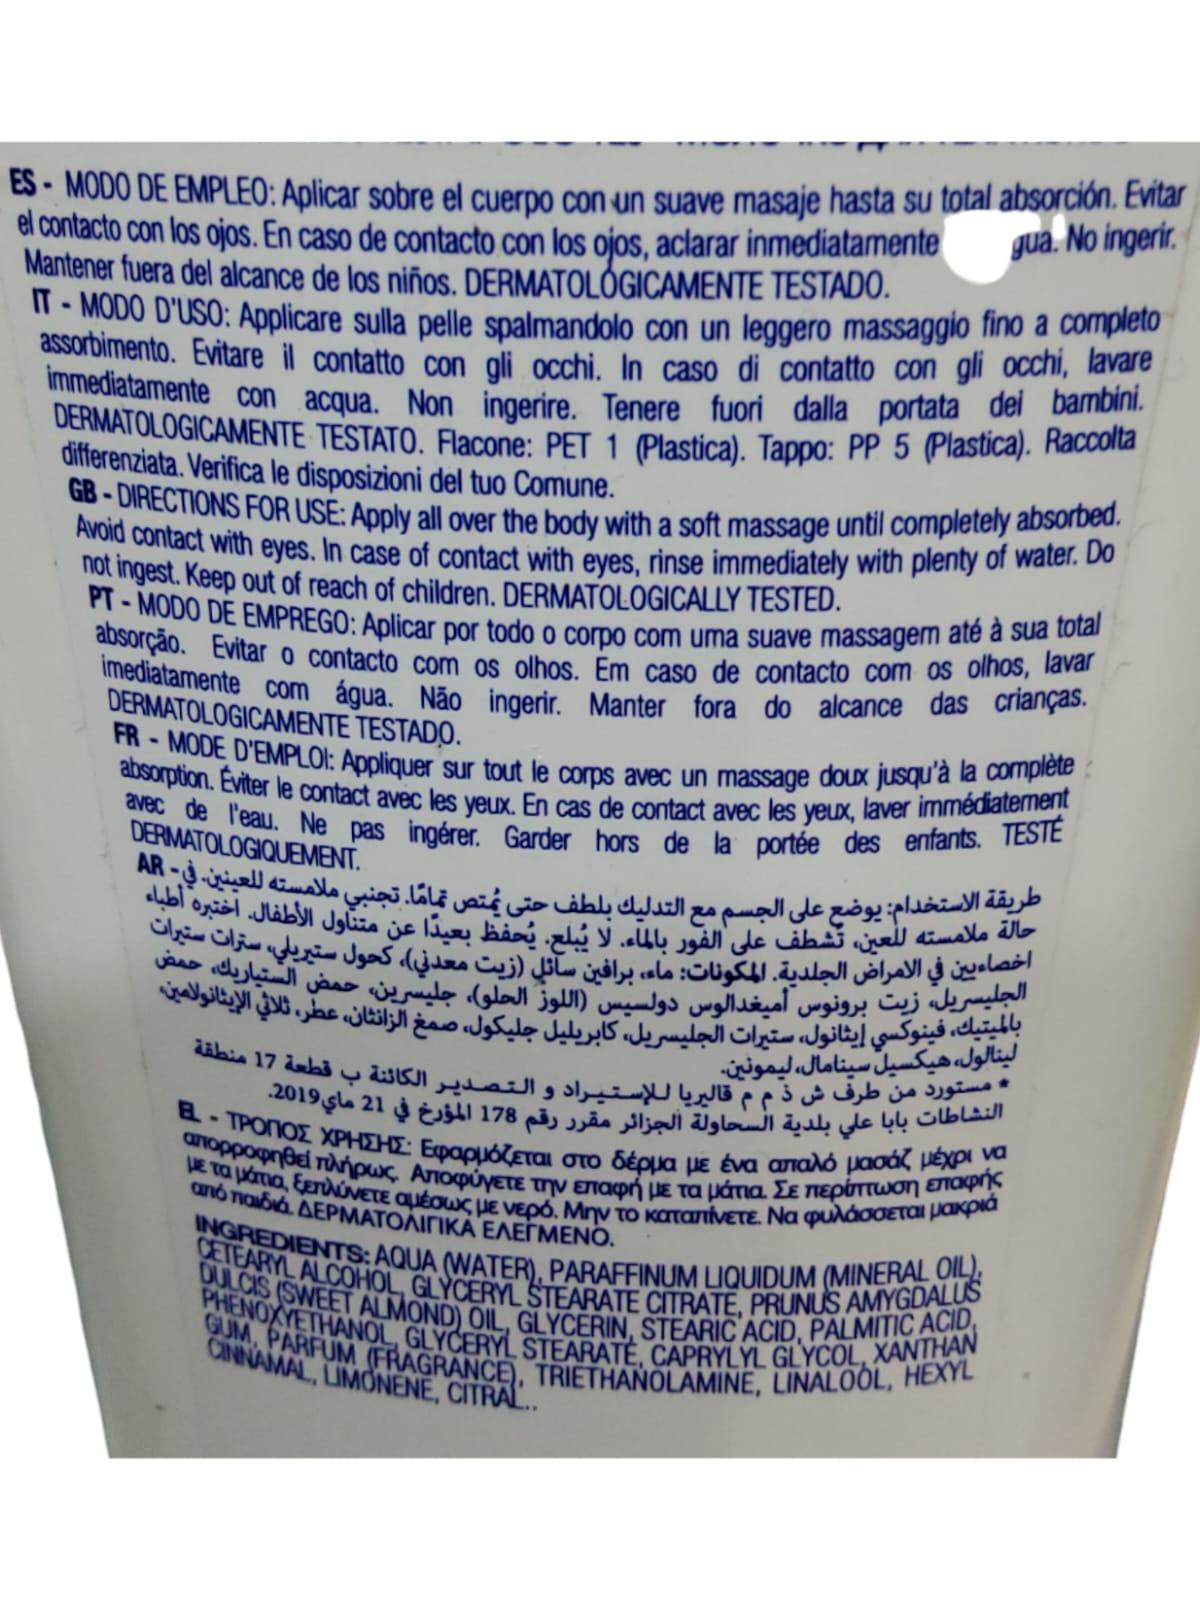 ES - MODO DE EMPLEO: Aplicar sobre el cuerpo con un suave masaje hasta su total absorción. Evitar
el contacto con los ojos. En caso de contacto con los ojos, aclarar inmediatamente gua. No ingerir.
Mantener fuera del alcance de los niños. DERMATOLÓGICAMENTE TESTADO.
IT - MODO D'USO: Applicare sulla pelle spalmandolo con un leggero massaggio fino a completo
assorbimento. Evitare il contatto con gli occhi. In caso di contatto con gli occhi, lavare
immediatamente con acqua. Non ingerire. Tenere fuori dalla portata dei bambini.
DERMATOLOGICAMENTE TESTATO. Flacone: PET 1 (Plastica). Tappo: PP 5 (Plastica). Raccolta
differenziata. Verifica le disposizioni del tuo Comune.
GB - DIRECTIONS FOR USE: Apply all over the body with a soft massage until completely absorbed.
Avoid contact with eyes. In case of contact with eyes, rinse immediately with plenty of water. Do
not ingest. Keep out of reach of children. DERMATOLOGICALLY TESTED.
PT - MODO DE EMPREGO: Aplicar por todo o corpo com uma suave massagem até à sua total
absorção. Evitar o contacto com os olhos. Em caso de contacto com os olhos, lavar
imediatamente com água. Não ingerir. Manter fora do alcance das crianças.
DERMATOLOGICAMENTE TESTADO.
FR - MODE D'EMPLOI: Appliquer sur tout le corps avec un massage doux jusqu'à la complète
absorption. Éviter le contact avec les yeux. En cas de contact avec les yeux, laver immédiatement
avec de l'eau. Ne pas ingérer. Garder hors de la portée des enfants. TESTÉ
DERMATOLOGIQUEMENT.
AR - طريقة الاستخدام: يوضع على الجسم مع التدليك بلطف حتى يُمتص تمامًا. تجنبي ملامسته للعينين. في
حالة ملامسته للعين، تُشطف على الفور بالماء. لا يُبلع. يُحفظ بعيدًا عن متناول الأطفال. اختبره أطباء
اخصاءيين في الامراض الجلدية. المكونات: ماء، برافين سائل (زيت معدني)، كحول ستيريلي، سترات ستيرات
الجليسريل، زيت برونوس أميغدالوس دولسيس (اللوز الحلو)، جليسرين، حمض الستياريك، حمض
بالميتيك، فينوكسي إيثانول، ستيرات الجليسريل، كابريليل جليكول، صمغ الزانثان، عطر، ثلاثي الإيثانولامين،
لينالول، هيكسيل سينامال، ليمونين.
* مستورد من طرف ش ذ م م قاليريا للإستيراد و التصدير الكائنة ب قطعة 17 منطقة
النشاطات بابا علي بلدية السحاولة الجزائر مقرر رقم 178 المؤرخ في 21 ماي 2019.
EL - ΤΡΟΠΟΣ ΧΡΗΣΗΣ: Εφαρμόζεται στο δέρμα με ένα απαλό μασάζ μέχρι να
απορροφηθεί πλήρως. Αποφύγετε την επαφή με τα μάτια. Σε περίπτωση επαφής
με τα μάτια, ξεπλύνετε αμέσως με νερό. Μην το καταπίνετε. Να φυλάσσεται μακριά
από παιδιά. ΔΕΡΜΑΤΟΛΙΓΙΚΑ ΕΛΕΓΜΕΝΟ.
INGREDIENTS: AQUA (WATER), PARAFFINUM LIQUIDUM (MINERAL OIL),
CETEARYL ALCOHOL, GLYCERYL STEARATE CITRATE, PRUNUS AMYGDALUS
DULCIS (SWEET ALMOND) OIL, GLYCERIN, STEARIC ACID, PALMITIC ACID,
PHENOXYETHANOL, GLYCERYL STEARATE, CAPRYLYL GLYCOL, XANTHAN
GUM, PARFUM (FRAGRANCE), TRIETHANOLAMINE, LINALOOL, HEXYL
CINNAMAL, LIMONENE, CITRAL..